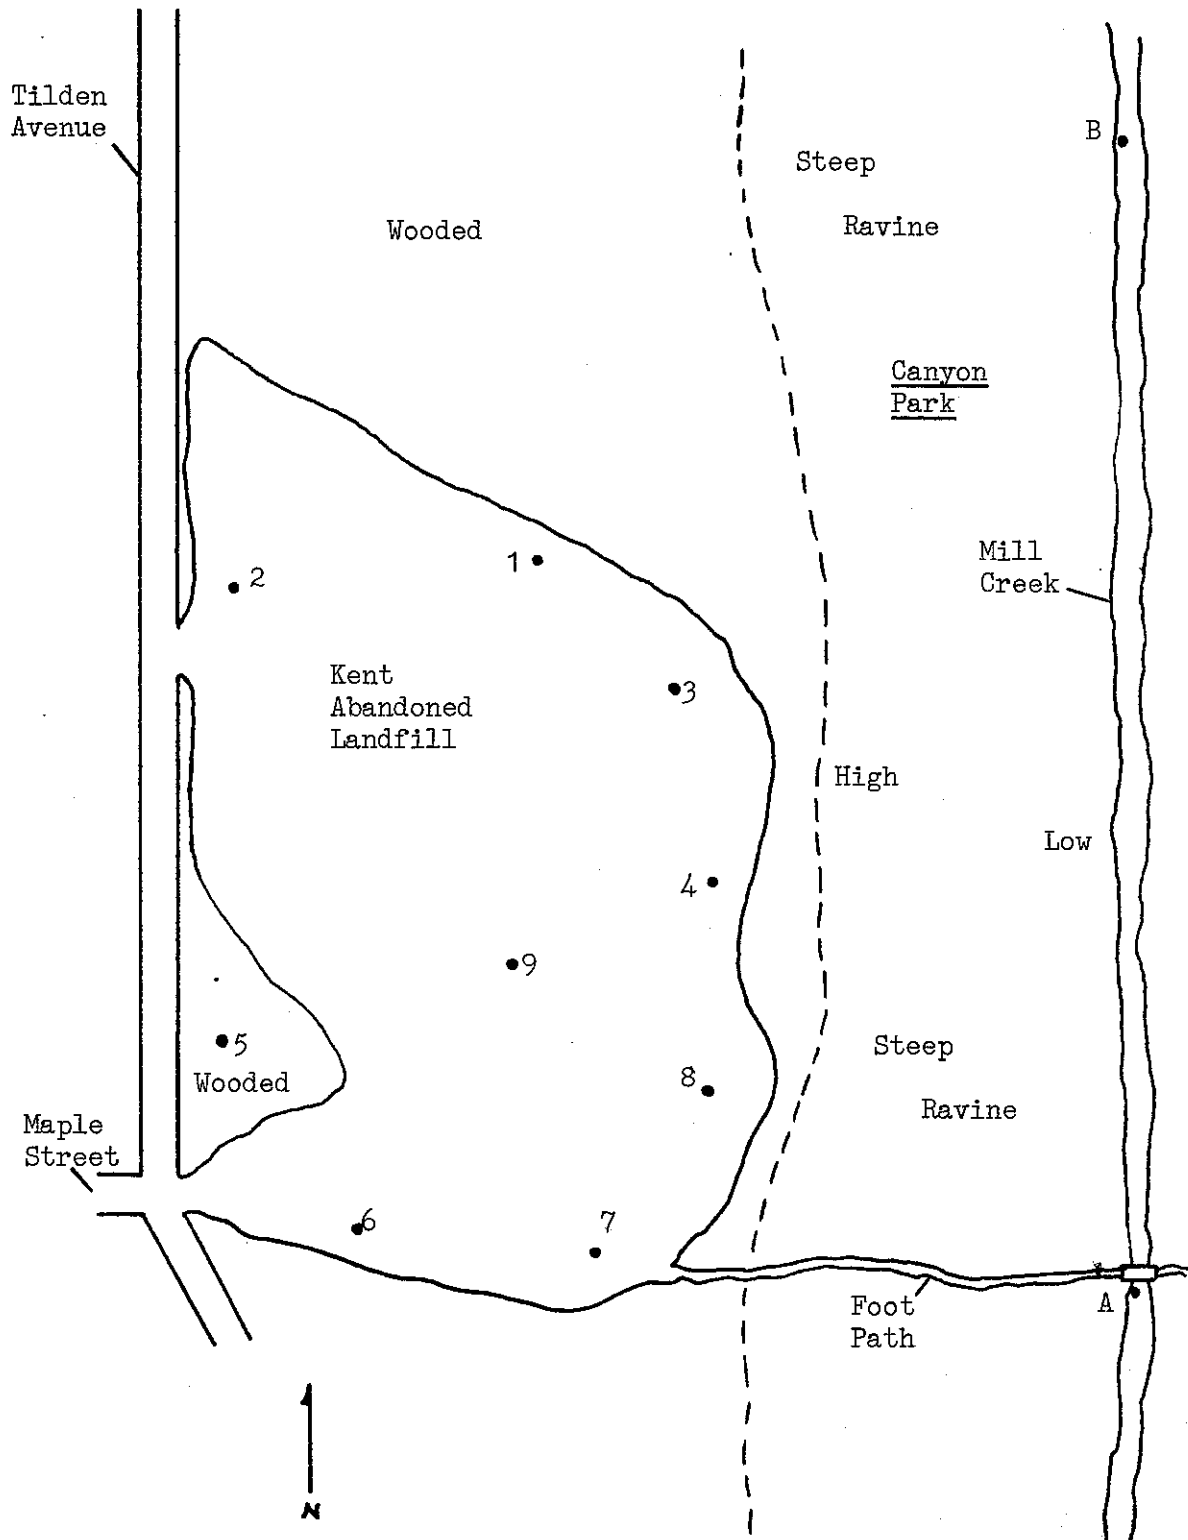 Tilden
Avenue
B
Steep
Ravine
Wooded
Canyon
Park
Mill
Creek
1
2
Kent
Abandoned
Landfill
3
High
Low
4
9
5
Wooded
8
Steep
Ravine
Maple
Street
6
7
A
Foot
Path
N